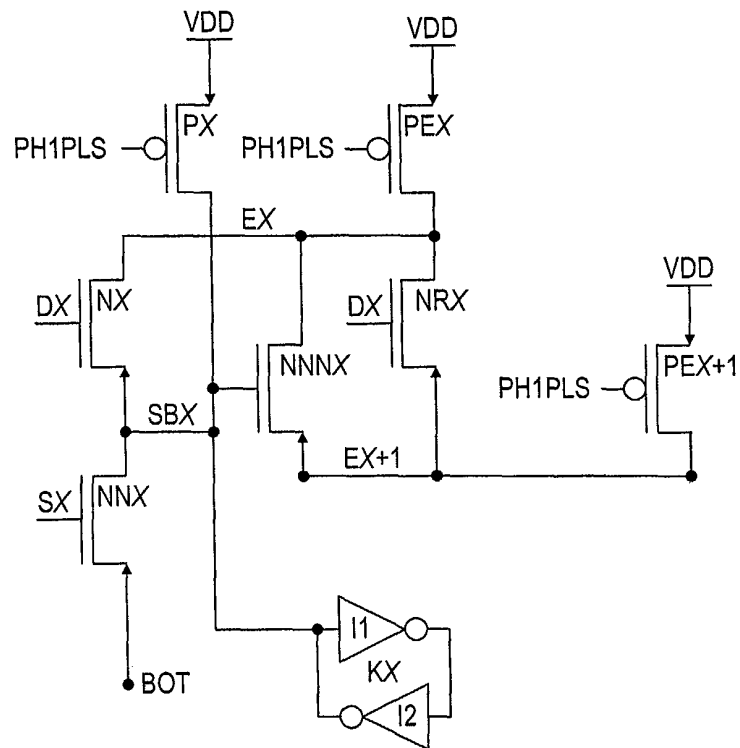 VDD
VDD
PX
PEX
PH1PLS
PH1PLS
EX
VDD
DX
NX
DX
NRX
NNNX
PEX+1
PH1PLS
SBX
EX+1
SX
NNX
I1
KX
BOT
I2